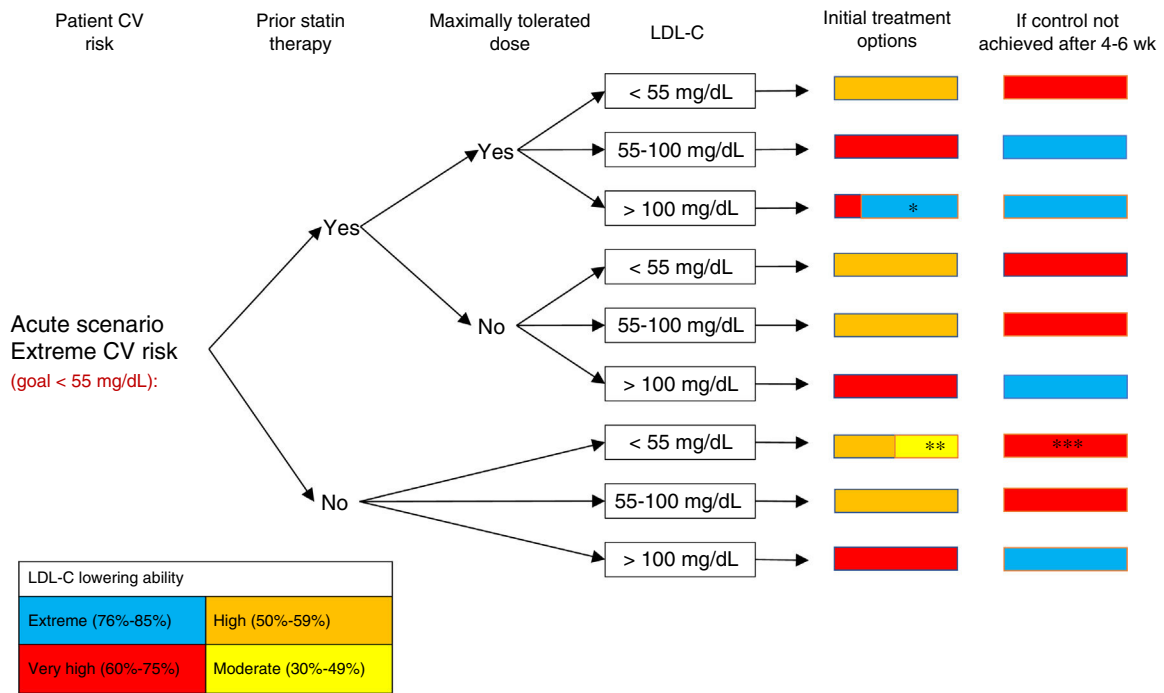 Patient CV
risk
Prior statin
therapy
Maximally tolerated
dose
LDL-C
Initial treatment
options
If control not
achieved after 4-6 wk
< 55 mg/dL
Yes
55-100 mg/dL
> 100 mg/dL
*
Yes
< 55 mg/dL
Acute scenario
Extreme CV risk
(goal < 55 mg/dL):
No
55-100 mg/dL
> 100 mg/dL
< 55 mg/dL
**
***
No
55-100 mg/dL
> 100 mg/dL
LDL-C lowering ability
Extreme (76%-85%)
High (50%-59%)
Very high (60%-75%)
Moderate (30%-49%)